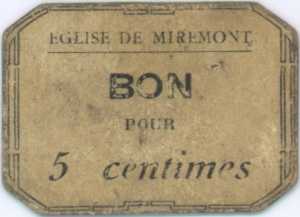 EGLISE DE MIREMONT
BON
POUR
5 centimes